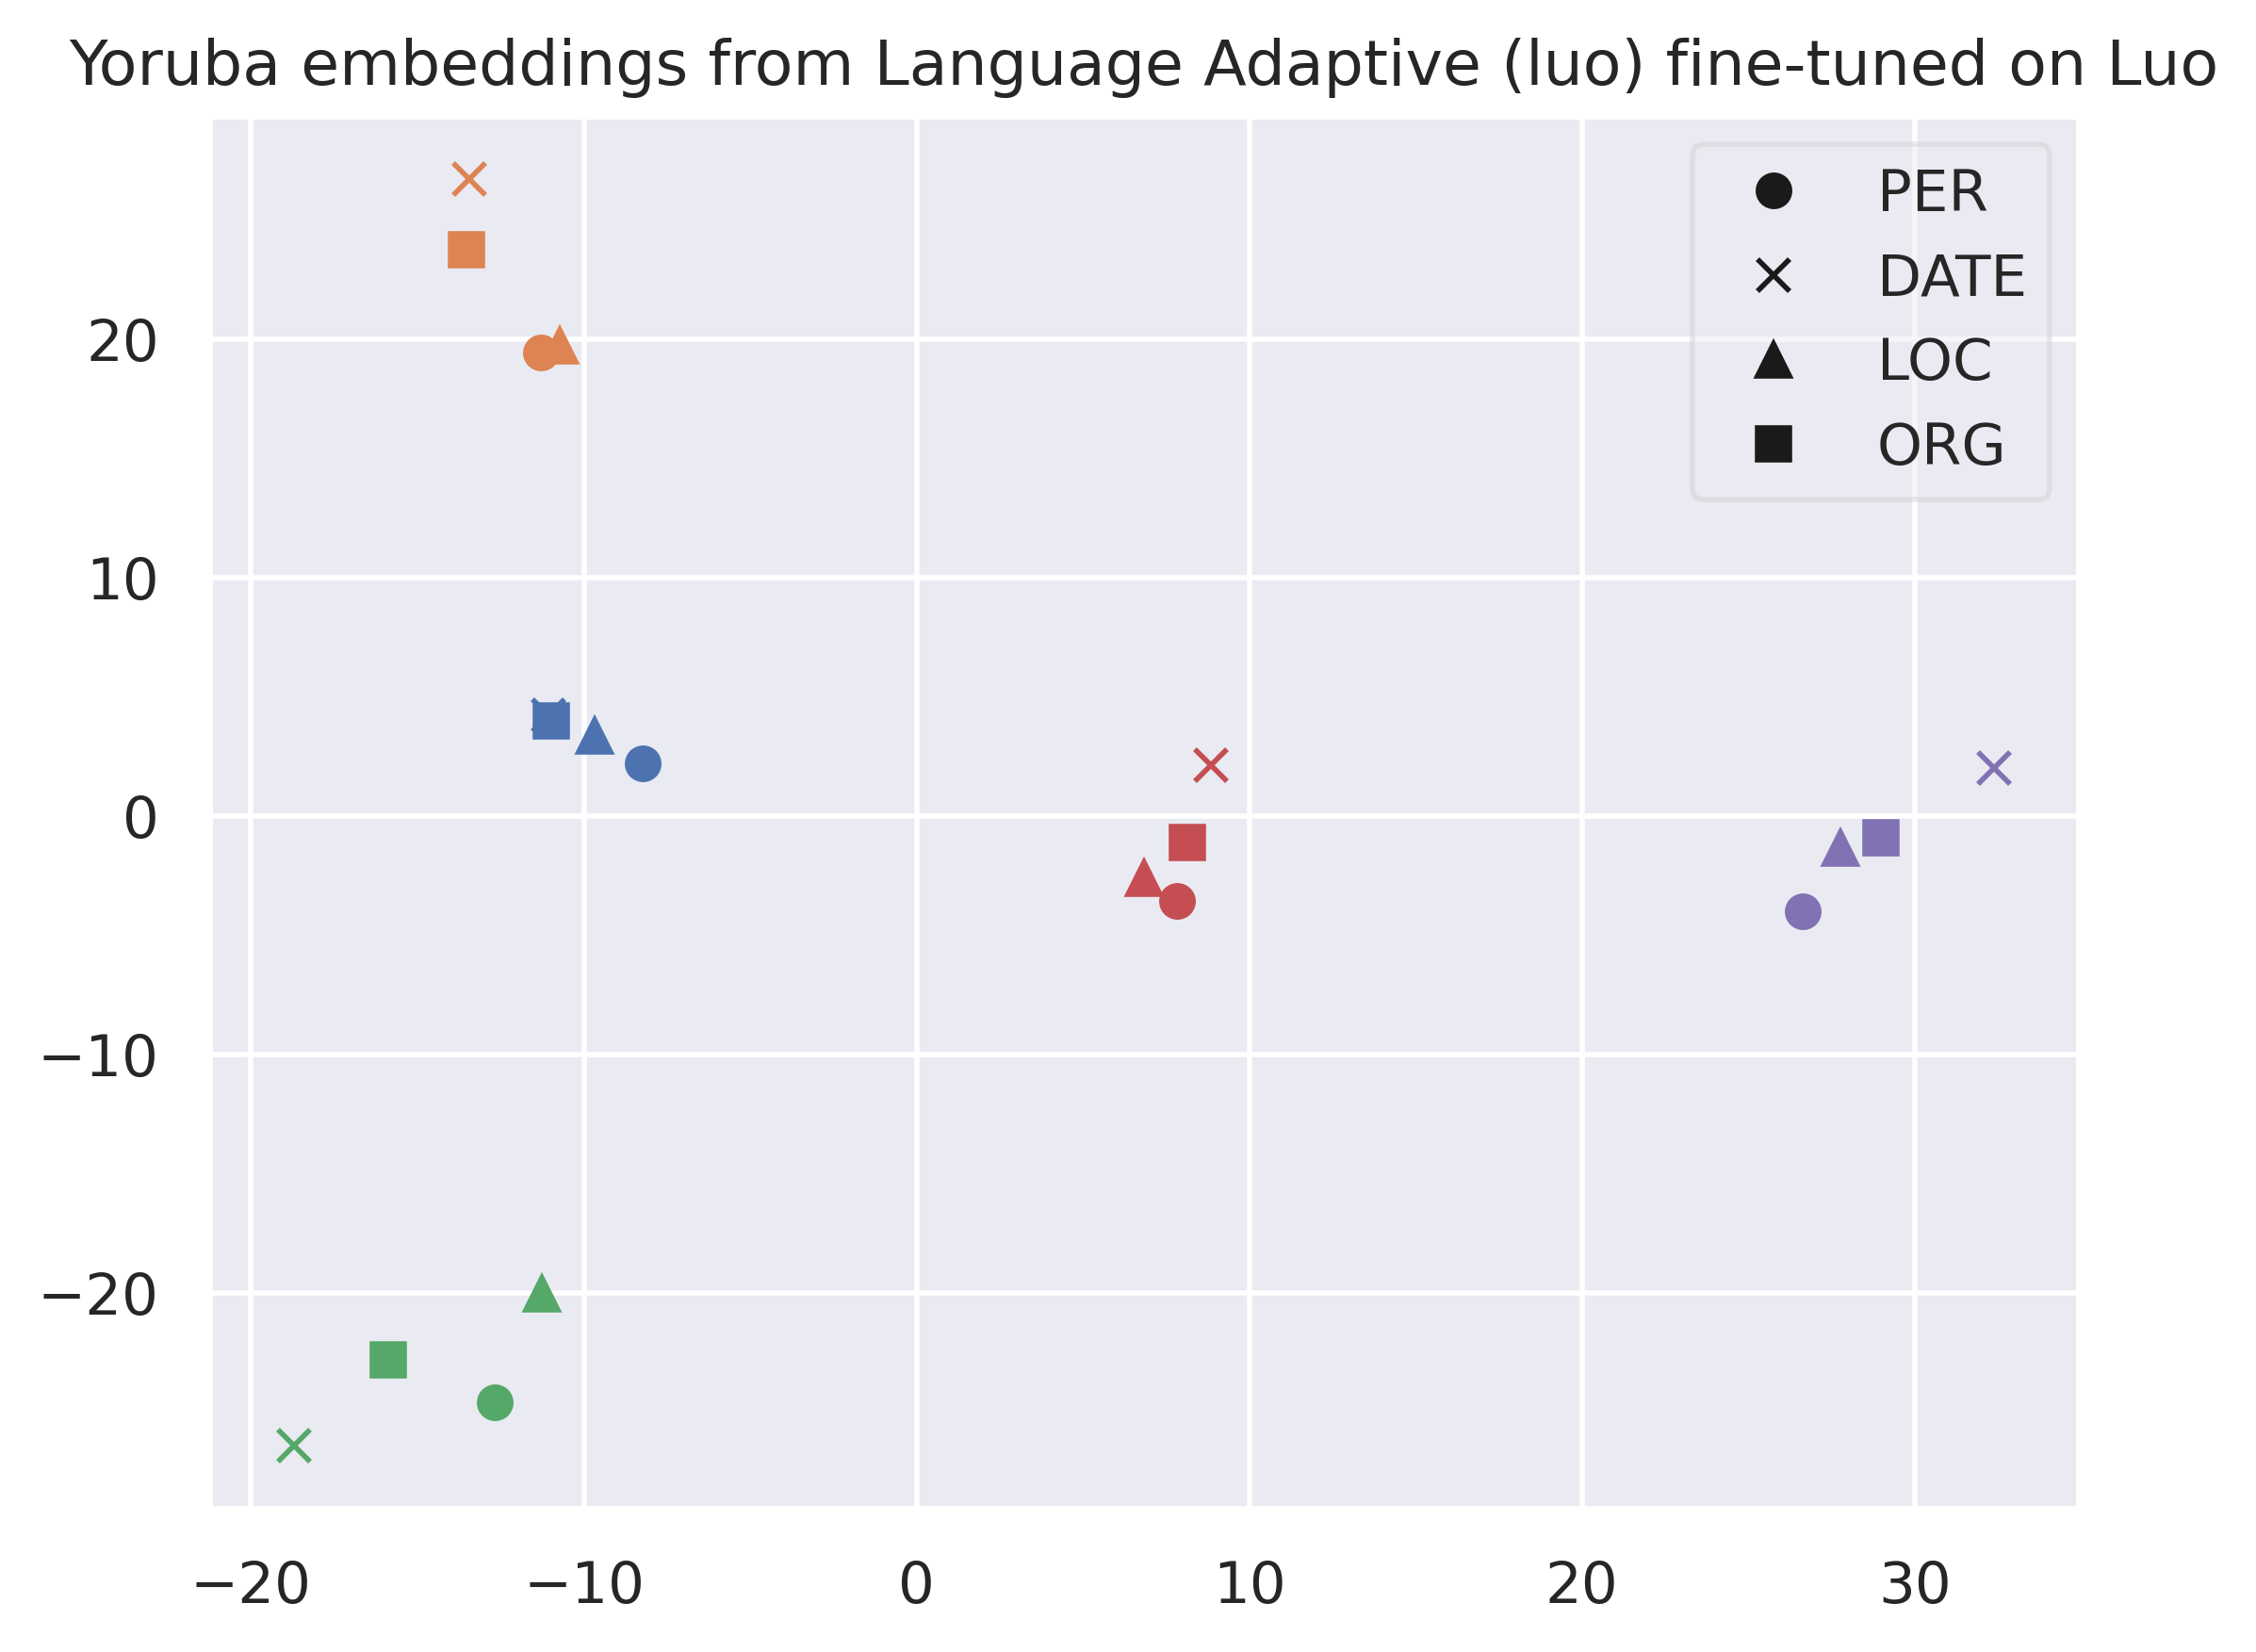 Yoruba embeddings from Language Adaptive (luo) fine-tuned on Luo
PER
DATE
LOC
ORG
20
10
0
−10
−20
−20 −10 0 10 20 30